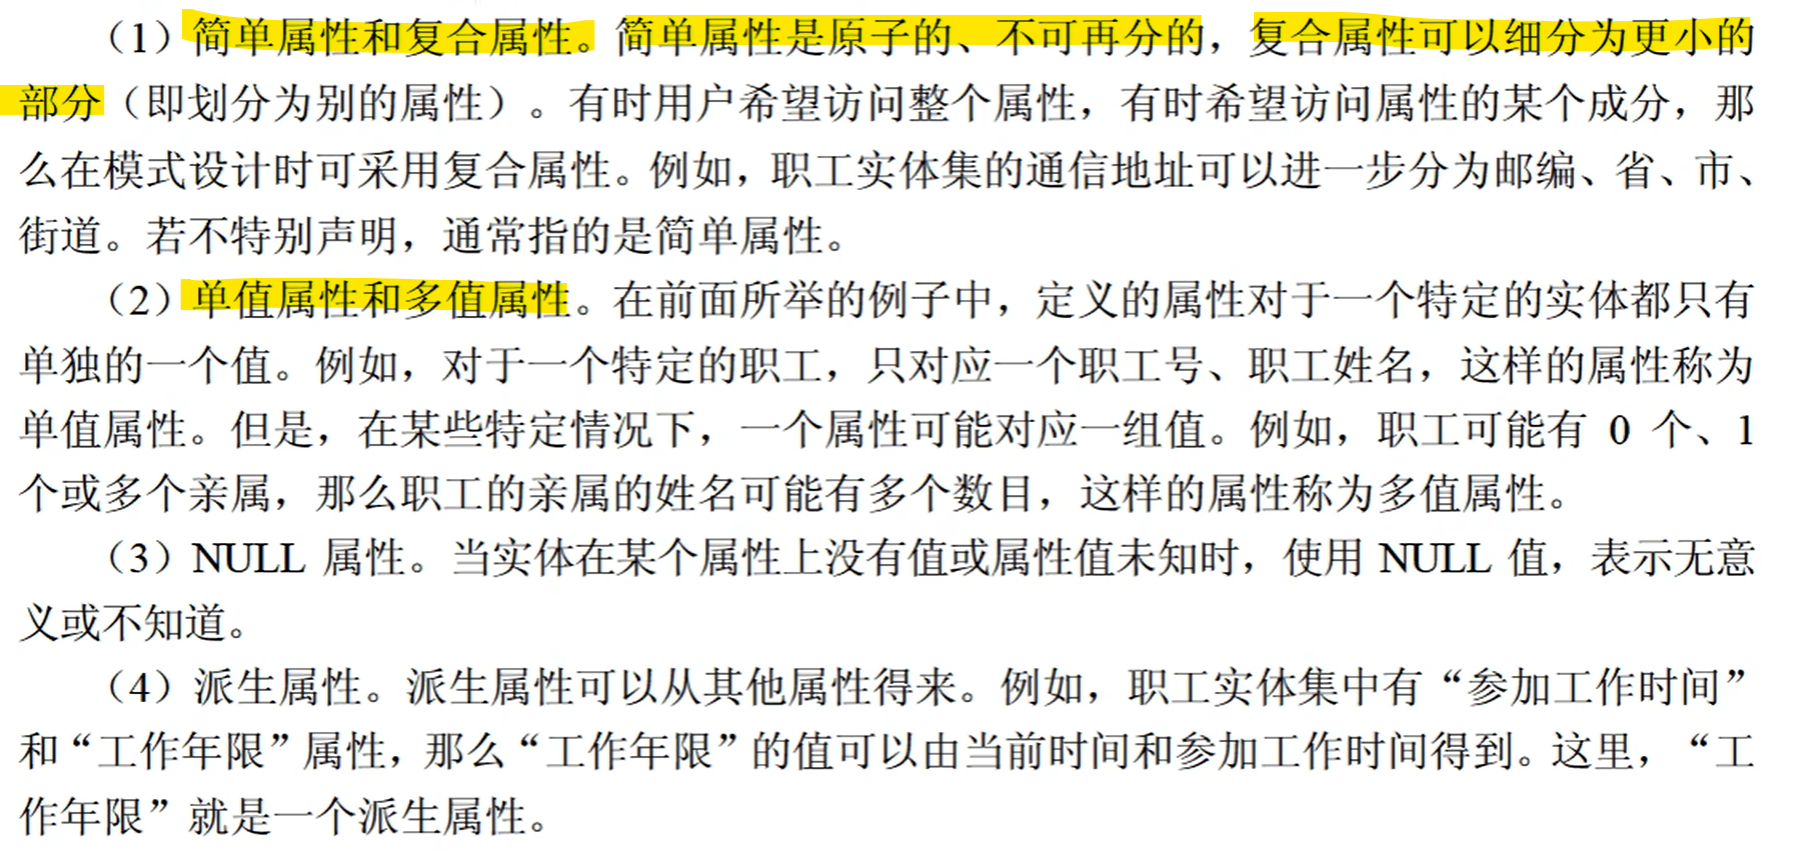 （1）简单属性和复合属性。简单属性是原子的、不可再分的，复合属性可以细分为更小的
部分（即划分为别的属性）。有时用户希望访问整个属性，有时希望访问属性的某个成分，那
么在模式设计时可采用复合属性。例如，职工实体集的通信地址可以进一步分为邮编、省、市、
街道。若不特别声明，通常指的是简单属性。
（2）单值属性和多值属性。在前面所举的例子中，定义的属性对于一个特定的实体都只有
单独的一个值。例如，对于一个特定的职工，只对应一个职工号、职工姓名，这样的属性称为
单值属性。但是，在某些特定情况下，一个属性可能对应一组值。例如，职工可能有 0 个、1
个或多个亲属，那么职工的亲属的姓名可能有多个数目，这样的属性称为多值属性。
（3）NULL 属性。当实体在某个属性上没有值或属性值未知时，使用 NULL 值，表示无意
义或不知道。
（4）派生属性。派生属性可以从其他属性得来。例如，职工实体集中有“参加工作时间”
和“工作年限”属性，那么“工作年限”的值可以由当前时间和参加工作时间得到。这里，“工
作年限”就是一个派生属性。